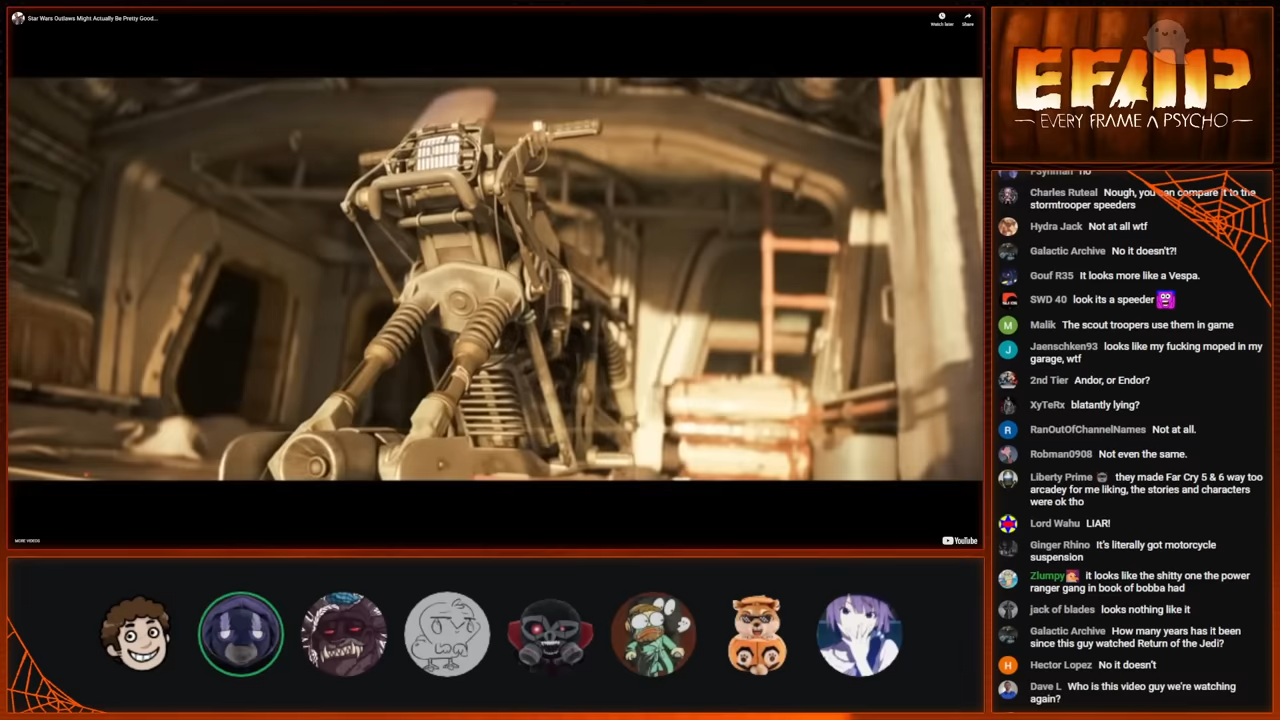 Star Wars Outlaws Might Actually Be Pretty Good...
Watch later
Share
MORE VIDEOS
YouTube
EFAP
EVERY FRAME A PSYCHO
Charles Ruteal Nough, you can compare it to the
stormtrooper speeders
Hydra Jack Not at all wtf
Galactic Archive No it doesn't?!
Gouf R35 It looks more like a Vespa.
SWD 40 look its a speeder
M Malik The scout troopers use them in game
J Jaenschken93 looks like my fucking moped in my
garage, wtf
2nd Tier Andor, or Endor?
XyTeRx blatantly lying?
R RanOutOfChannelNames Not at all.
Robman0908 Not even the same.
Liberty Prime they made Far Cry 5 & 6 way too
arcadey for me liking, the stories and characters
were ok tho
Lord Wahu LIAR!
Ginger Rhino It's literally got motorcycle
suspension
Zlumpy it looks like the shitty one the power
ranger gang in book of bobba had
jack of blades looks nothing like it
Galactic Archive How many years has it been
since this guy watched Return of the Jedi?
H Hector Lopez No it doesn't
Dave L Who is this video guy we're watching
again?